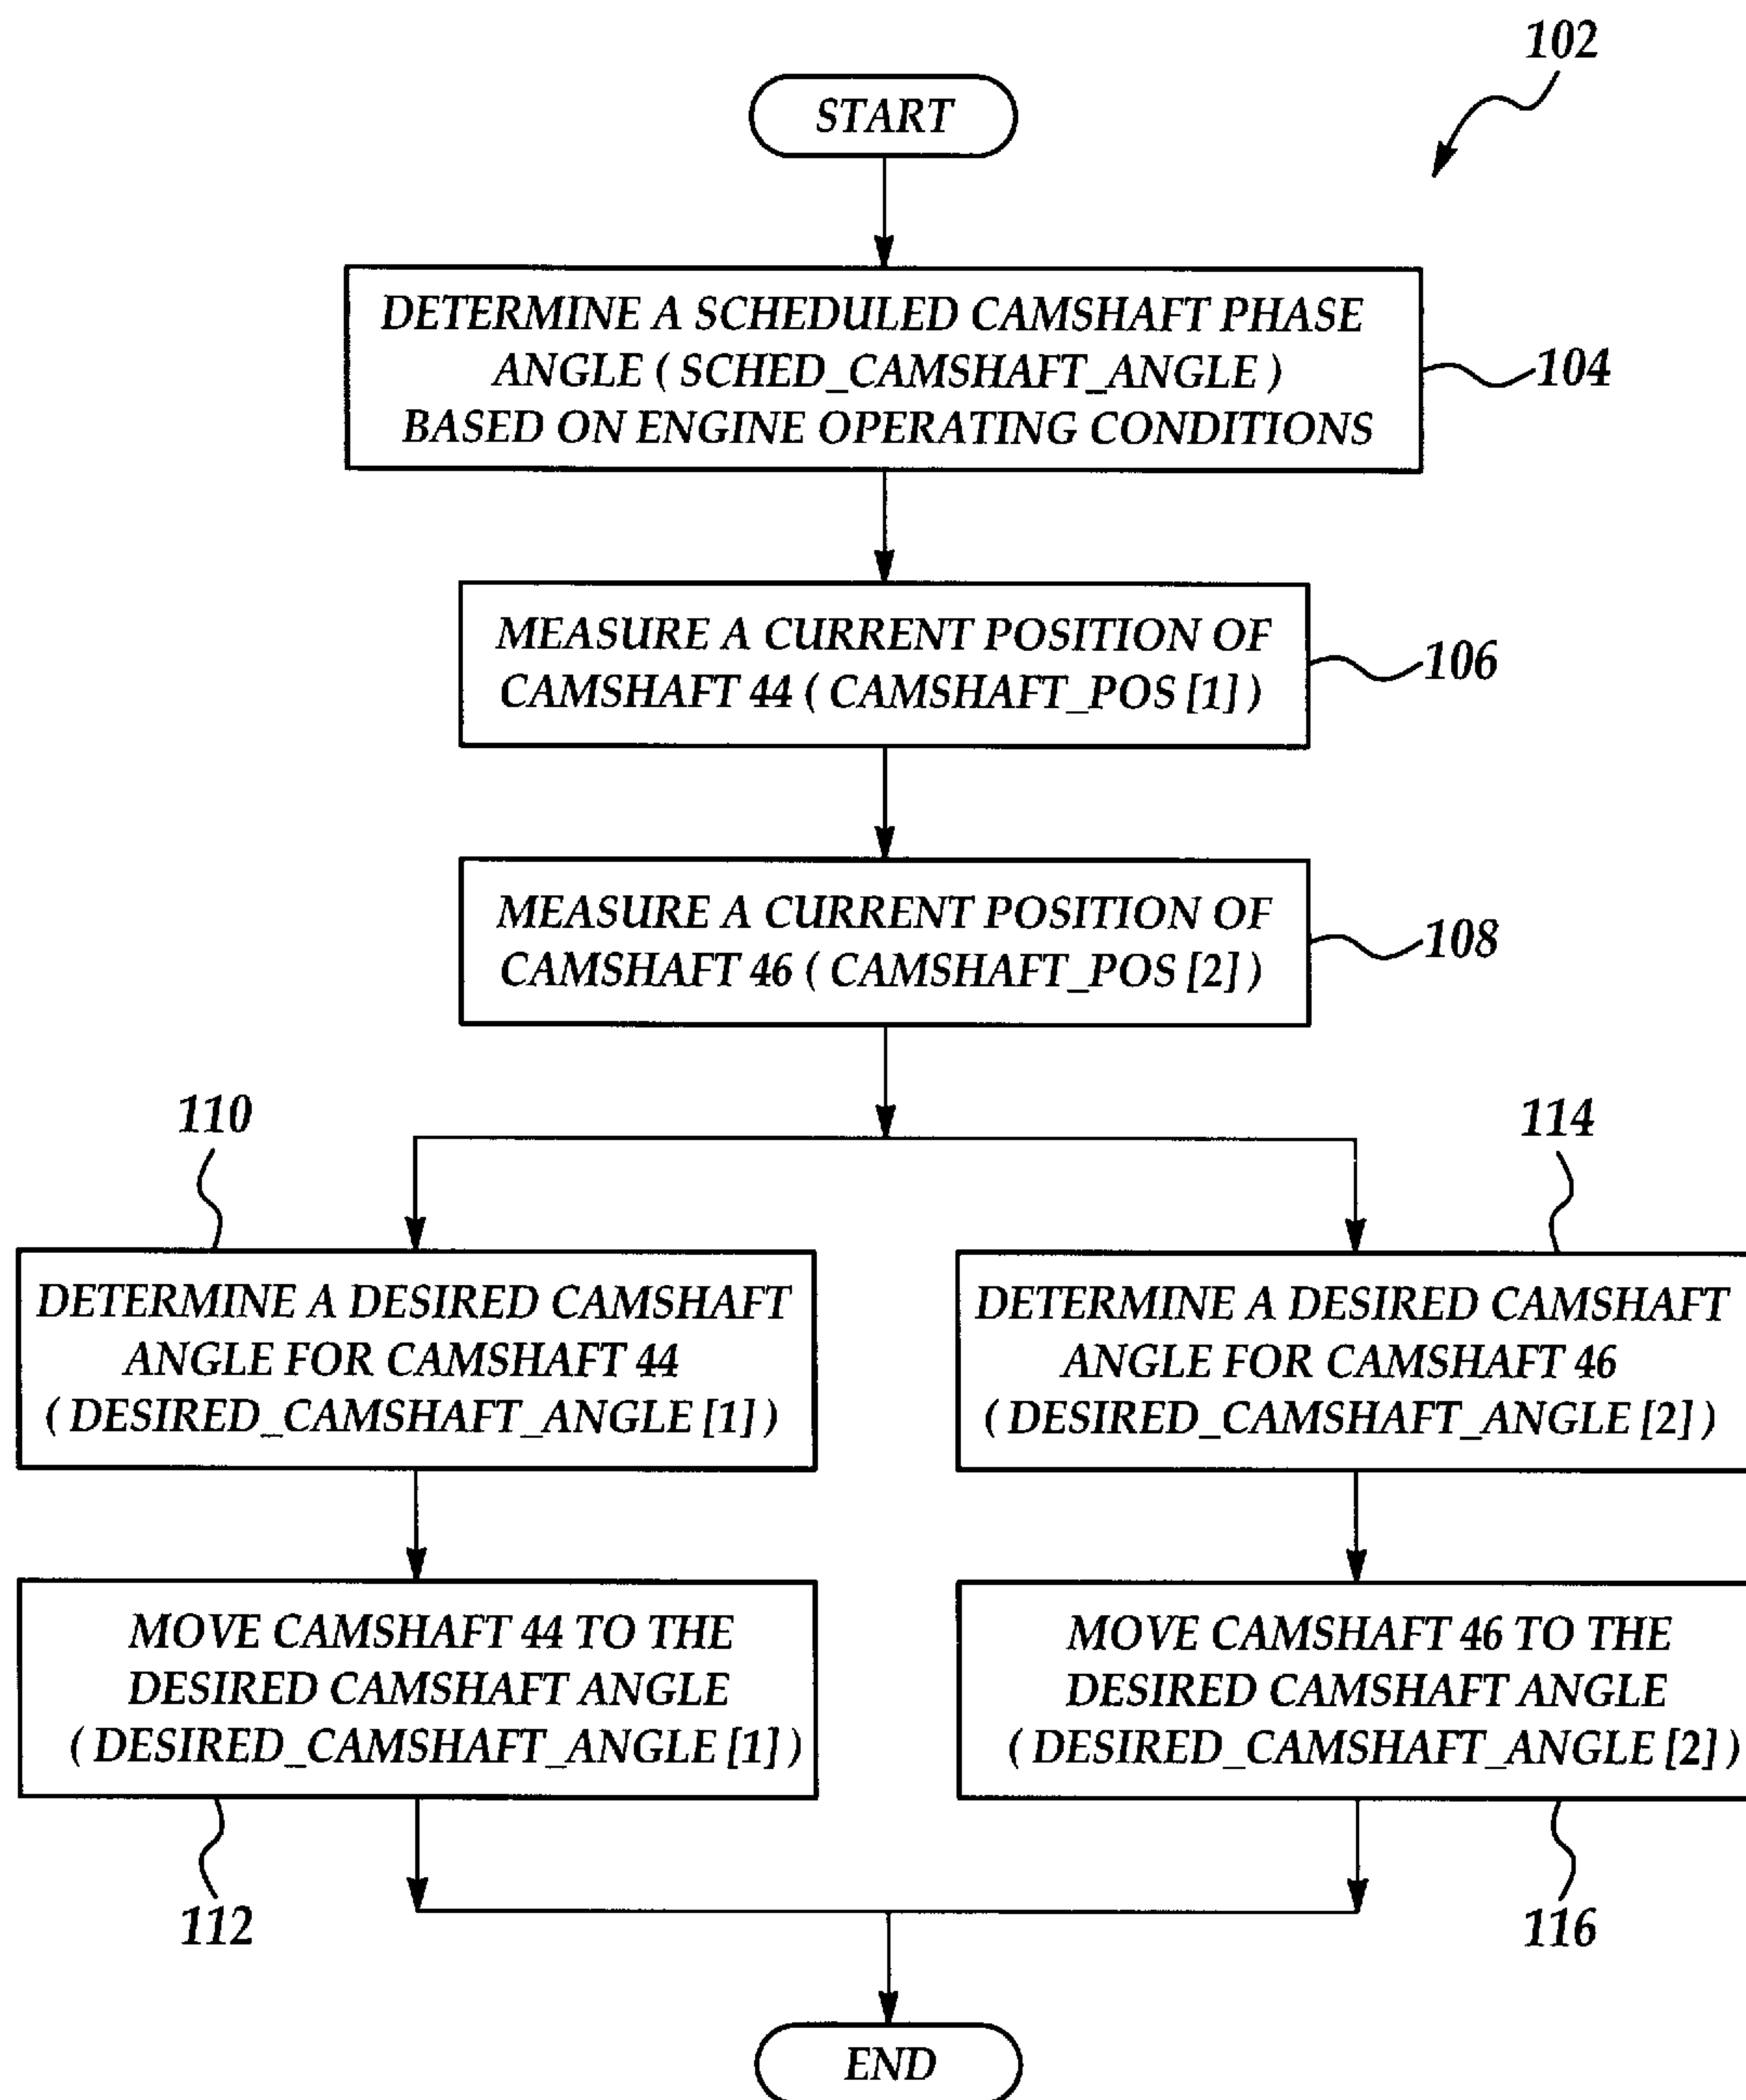 102
START
DETERMINE A SCHEDULED CAMSHAFT PHASE
ANGLE ( SCHED_CAMSHAFT_ANGLE )
BASED ON ENGINE OPERATING CONDITIONS
104
MEASURE A CURRENT POSITION OF
CAMSHAFT 44 ( CAMSHAFT_POS [1] )
106
MEASURE A CURRENT POSITION OF
CAMSHAFT 46 ( CAMSHAFT_POS [2] )
108
110
DETERMINE A DESIRED CAMSHAFT
ANGLE FOR CAMSHAFT 44
( DESIRED_CAMSHAFT_ANGLE [1] )
114
DETERMINE A DESIRED CAMSHAFT
ANGLE FOR CAMSHAFT 46
( DESIRED_CAMSHAFT_ANGLE [2] )
MOVE CAMSHAFT 44 TO THE
DESIRED CAMSHAFT ANGLE
( DESIRED_CAMSHAFT_ANGLE [1] )
112
MOVE CAMSHAFT 46 TO THE
DESIRED CAMSHAFT ANGLE
( DESIRED_CAMSHAFT_ANGLE [2] )
116
END